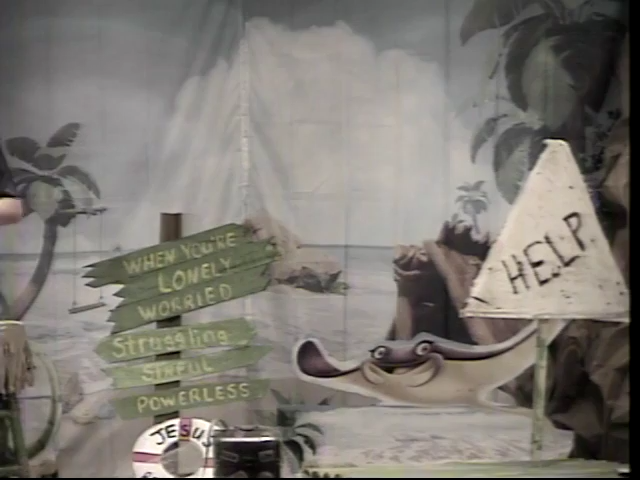 WHEN YOU'RE
LONELY
WORRIED
Struggling
SINFUL
POWERLESS
HELP
JESUS